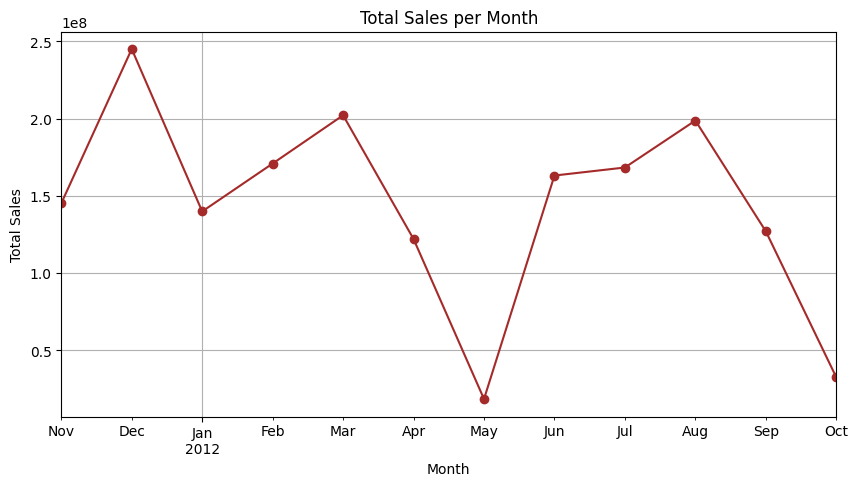 Total Sales per Month
1e8
2.5
2.0
1.5
1.0
0.5
Total Sales
Nov Dec Jan Feb Mar Apr May Jun Jul Aug Sep Oct
2012
Month